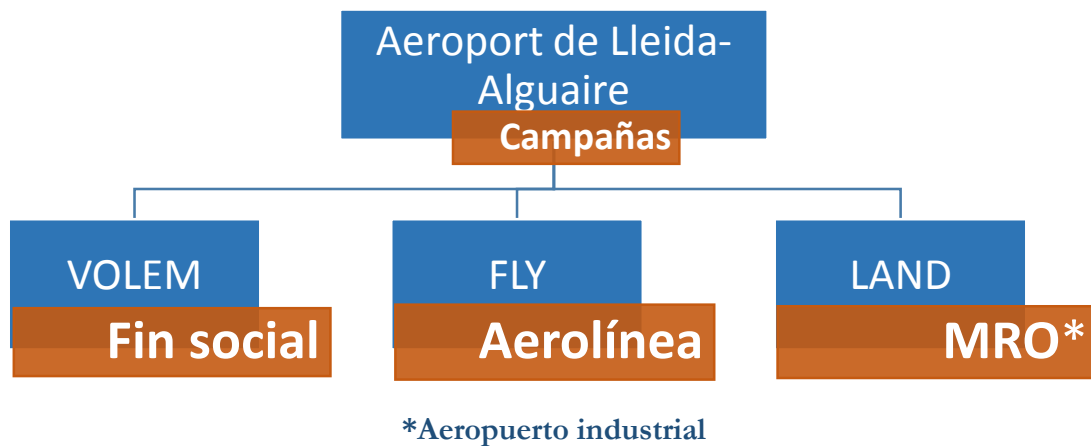 Aeroport de Lleida-
Alguaire
Campañas
VOLEM
Fin social
FLY
Aerolínea
LAND
MRO*
*Aeropuerto industrial